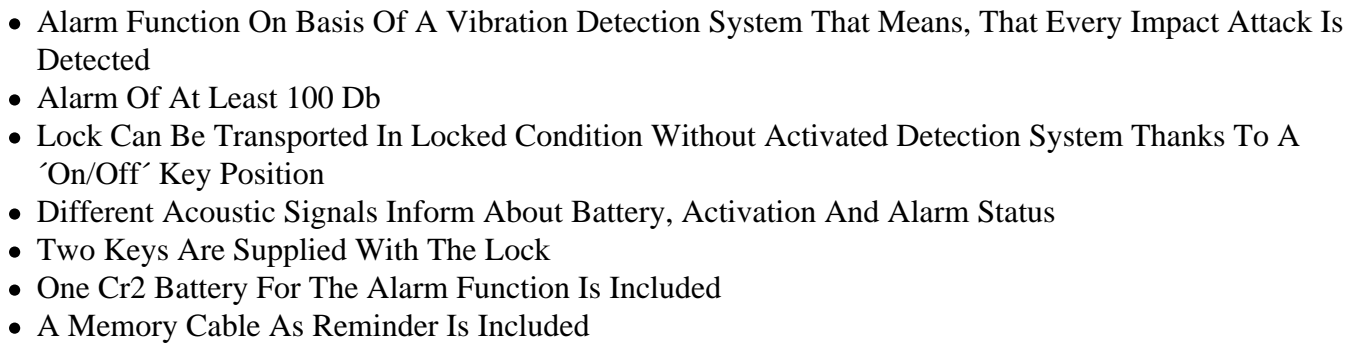 • Alarm Function On Basis Of A Vibration Detection System That Means, That Every Impact Attack Is
Detected
• Alarm Of At Least 100 Db
• Lock Can Be Transported In Locked Condition Without Activated Detection System Thanks To A
´On/Off´ Key Position
• Different Acoustic Signals Inform About Battery, Activation And Alarm Status
• Two Keys Are Supplied With The Lock
• One Cr2 Battery For The Alarm Function Is Included
• A Memory Cable As Reminder Is Included